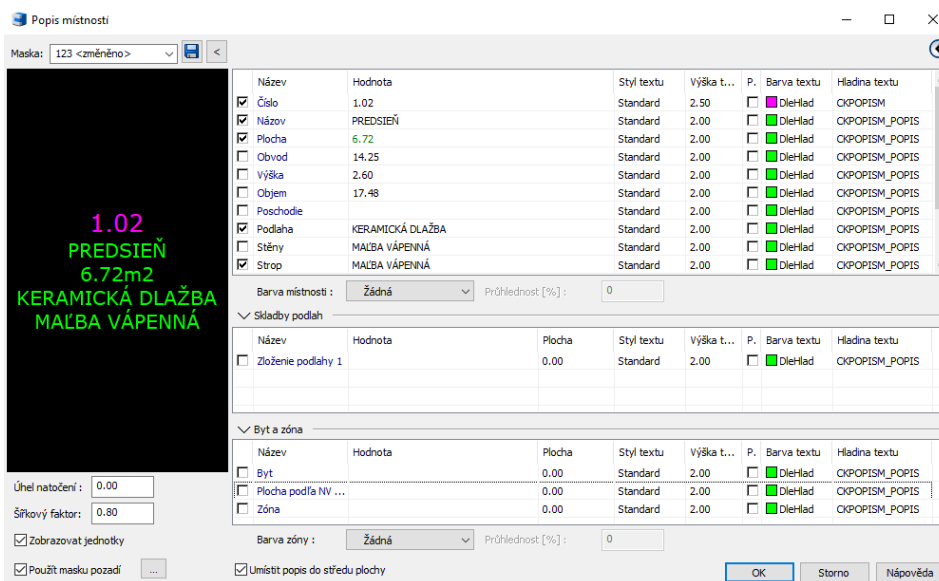 Popis místností
Maska: 123 <změněno> <
Název Hodnota Styl textu Výška t... P. Barva textu Hladina textu
Číslo 1.02 Standard 2.50 DleHlad CKPOPISM
Názov PREDSIEŇ Standard 2.00 DleHlad CKPOPISM_POPIS
Plocha 6.72 Standard 2.00 DleHlad CKPOPISM_POPIS
Obvod 14.25 Standard 2.00 DleHlad CKPOPISM_POPIS
Výška 2.60 Standard 2.00 DleHlad CKPOPISM_POPIS
Objem 17.48 Standard 2.00 DleHlad CKPOPISM_POPIS
Poschodie Standard 2.00 DleHlad CKPOPISM_POPIS
Podlaha KERAMICKÁ DLAŽBA Standard 2.00 DleHlad CKPOPISM_POPIS
Stěny MAĽBA VÁPENNÁ Standard 2.00 DleHlad CKPOPISM_POPIS
Strop MAĽBA VÁPENNÁ Standard 2.00 DleHlad CKPOPISM_POPIS
1.02
PREDSIEŇ
6.72m2
KERAMICKÁ DLAŽBA
MAĽBA VÁPENNÁ
Barva místnosti : Žádná Průhlednost [%] : 0
Skladby podlah
Název Hodnota Plocha Styl textu Výška t... P. Barva textu Hladina textu
Zloženie podlahy 1 0.00 Standard 2.00 DleHlad CKPOPISM_POPIS
Byt a zóna
Název Hodnota Plocha Styl textu Výška t... P. Barva textu Hladina textu
Byt 0.00 Standard 2.00 DleHlad CKPOPISM_POPIS
Plocha podľa NV ... 0.00 Standard 2.00 DleHlad CKPOPISM_POPIS
Zóna 0.00 Standard 2.00 DleHlad CKPOPISM_POPIS
Úhel natočení : 0.00
Šířkový faktor: 0.80
Zobrazovat jednotky
Barva zóny : Žádná Průhlednost [%] : 0
Použít masku pozadí ...
Umístit popis do středu plochy
OK Storno Nápověda